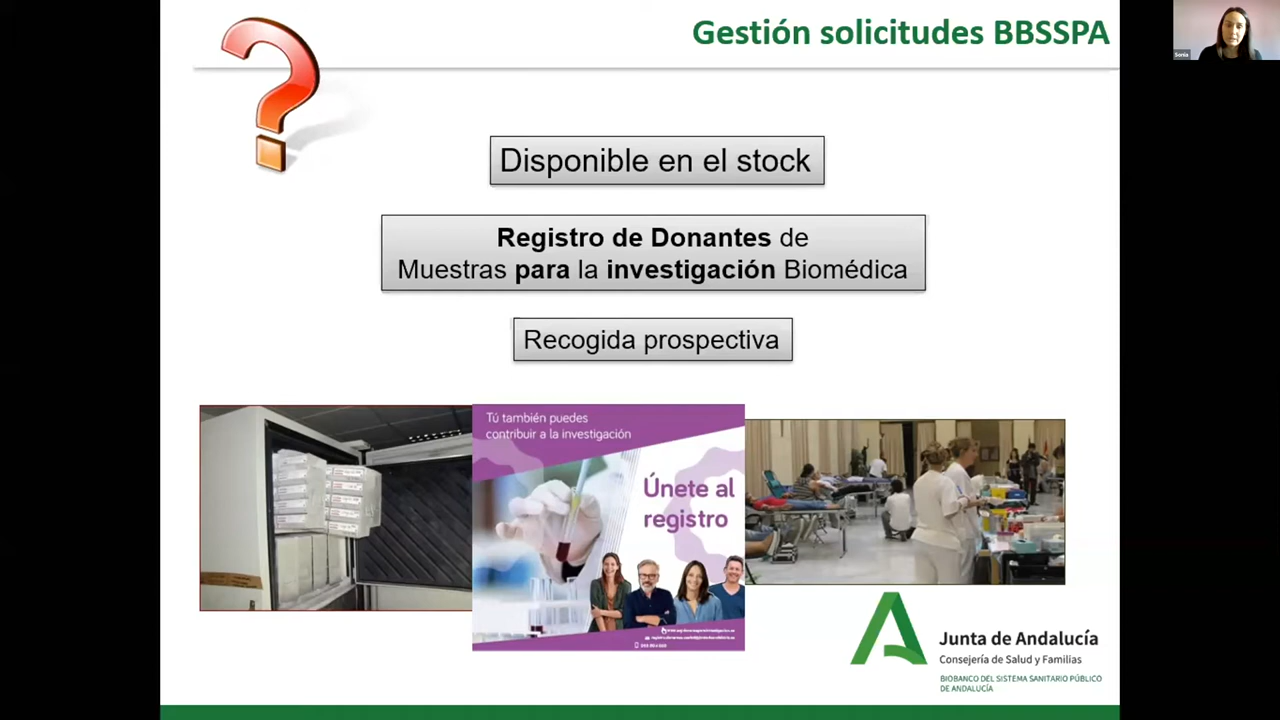 Gestión solicitudes BBSSPA
Sonia
Disponible en el stock
Registro de Donantes de
Muestras para la investigación Biomédica
Recogida prospectiva
Tú también puedes
contribuir a la investigación
Únete al
registro
Junta de Andalucía
Consejería de Salud y Familias
BIOBANCO DEL SISTEMA SANITARIO PÚBLICO
DE ANDALUCÍA